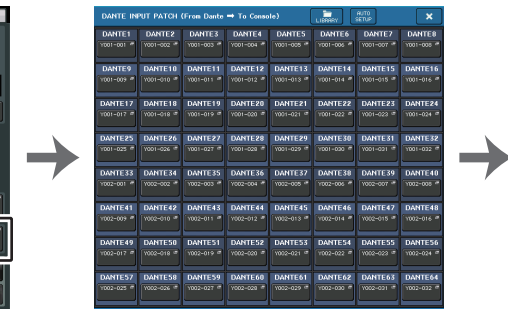 DANTE INPUT PATCH (From Dante ➡ To Console)
LIBRARY
AUTO
SETUP
×
DANTE1 DANTE2 DANTE3 DANTE4 DANTE5 DANTE6 DANTE7 DANTE8
Y001-001 Y001-002 Y001-003 Y001-004 Y001-005 Y001-006 Y001-007 Y001-008
DANTE9 DANTE10 DANTE11 DANTE12 DANTE13 DANTE14 DANTE15 DANTE16
Y001-009 Y001-010 Y001-011 Y001-012 Y001-013 Y001-014 Y001-015 Y001-016
DANTE17 DANTE18 DANTE19 DANTE20 DANTE21 DANTE22 DANTE23 DANTE24
Y001-017 Y001-018 Y001-019 Y001-020 Y001-021 Y001-022 Y001-023 Y001-024
DANTE25 DANTE26 DANTE27 DANTE28 DANTE29 DANTE30 DANTE31 DANTE32
Y001-025 Y001-026 Y001-027 Y001-028 Y001-029 Y001-030 Y001-031 Y001-032
DANTE33 DANTE34 DANTE35 DANTE36 DANTE37 DANTE38 DANTE39 DANTE40
Y002-001 Y002-002 Y002-003 Y002-004 Y002-005 Y002-006 Y002-007 Y002-008
DANTE41 DANTE42 DANTE43 DANTE44 DANTE45 DANTE46 DANTE47 DANTE48
Y002-009 Y002-010 Y002-011 Y002-012 Y002-013 Y002-014 Y002-015 Y002-016
DANTE49 DANTE50 DANTE51 DANTE52 DANTE53 DANTE54 DANTE55 DANTE56
Y002-017 Y002-018 Y002-019 Y002-020 Y002-021 Y002-022 Y002-023 Y002-024
DANTE57 DANTE58 DANTE59 DANTE60 DANTE61 DANTE62 DANTE63 DANTE64
Y002-025 Y002-026 Y002-027 Y002-028 Y002-029 Y002-030 Y002-031 Y002-032